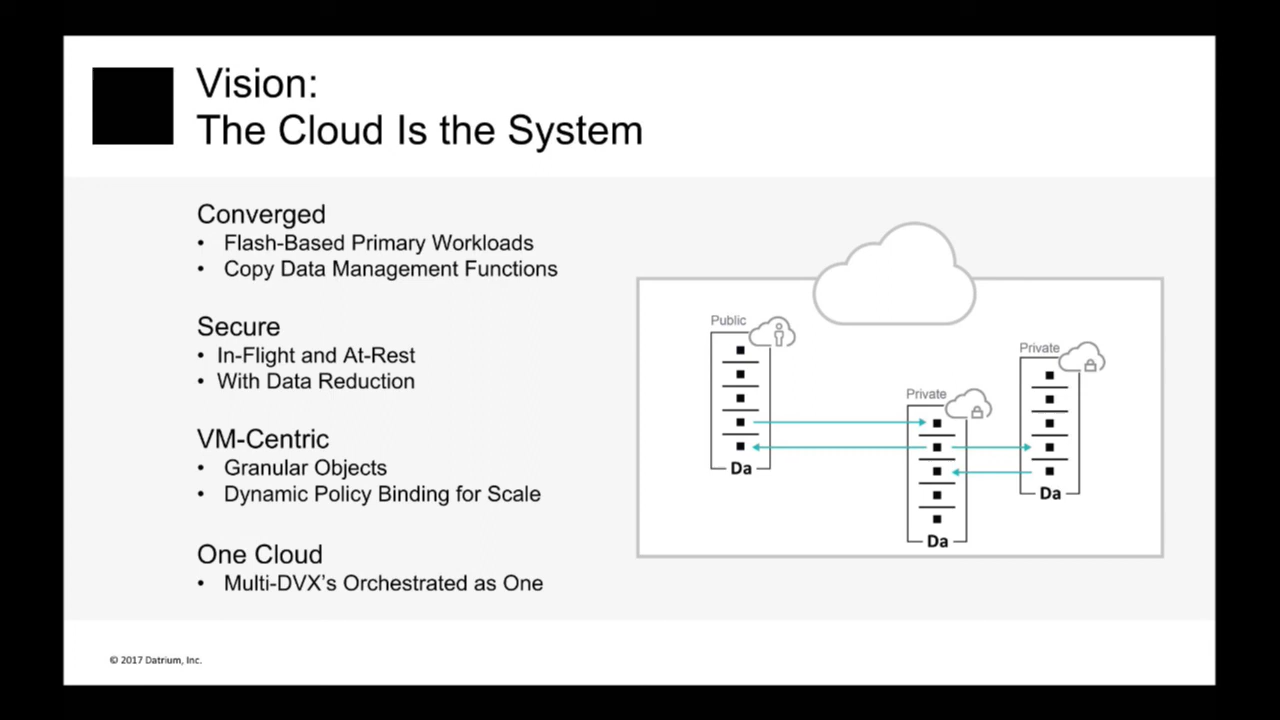 Vision:
The Cloud Is the System
Converged
• Flash-Based Primary Workloads
• Copy Data Management Functions
Secure
• In-Flight and At-Rest
• With Data Reduction
VM-Centric
• Granular Objects
• Dynamic Policy Binding for Scale
One Cloud
• Multi-DVX’s Orchestrated as One
Public
Da
Private
Da
Private
Da
© 2017 Datrium, Inc.